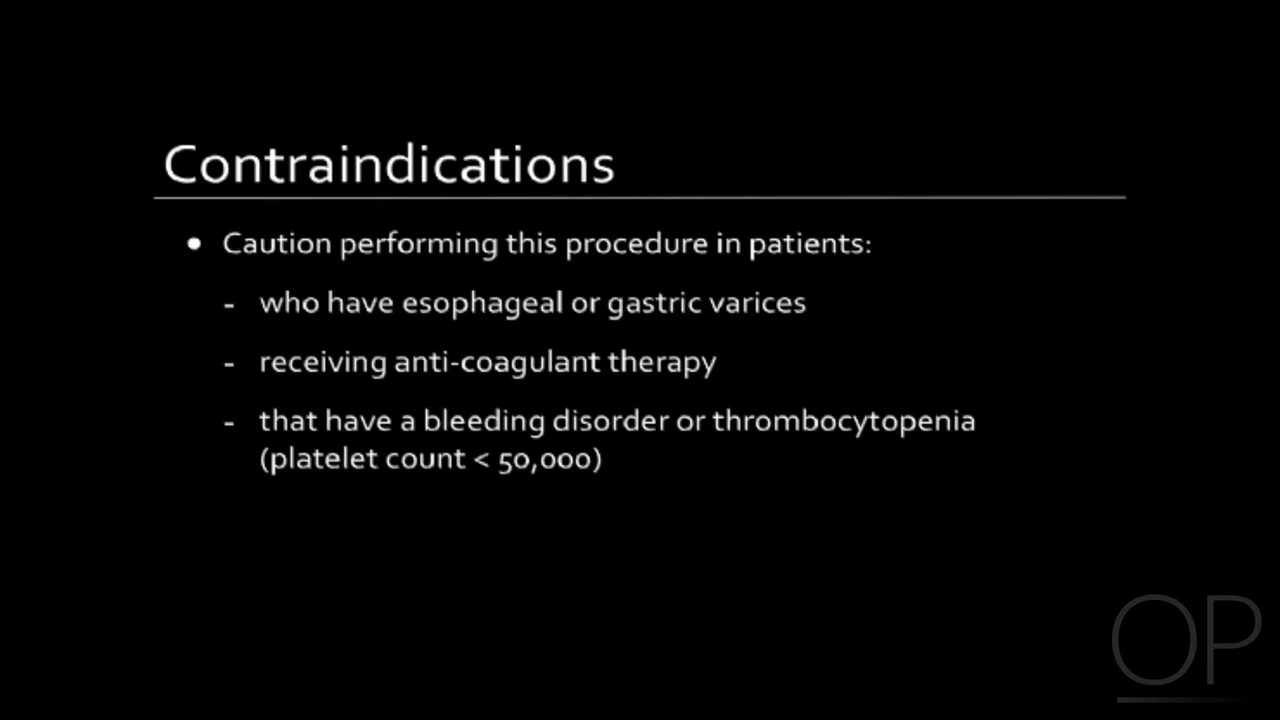 Contraindications
• Caution performing this procedure in patients:
- who have esophageal or gastric varices
- receiving anti-coagulant therapy
- that have a bleeding disorder or thrombocytopenia
(platelet count < 50,000)
OP